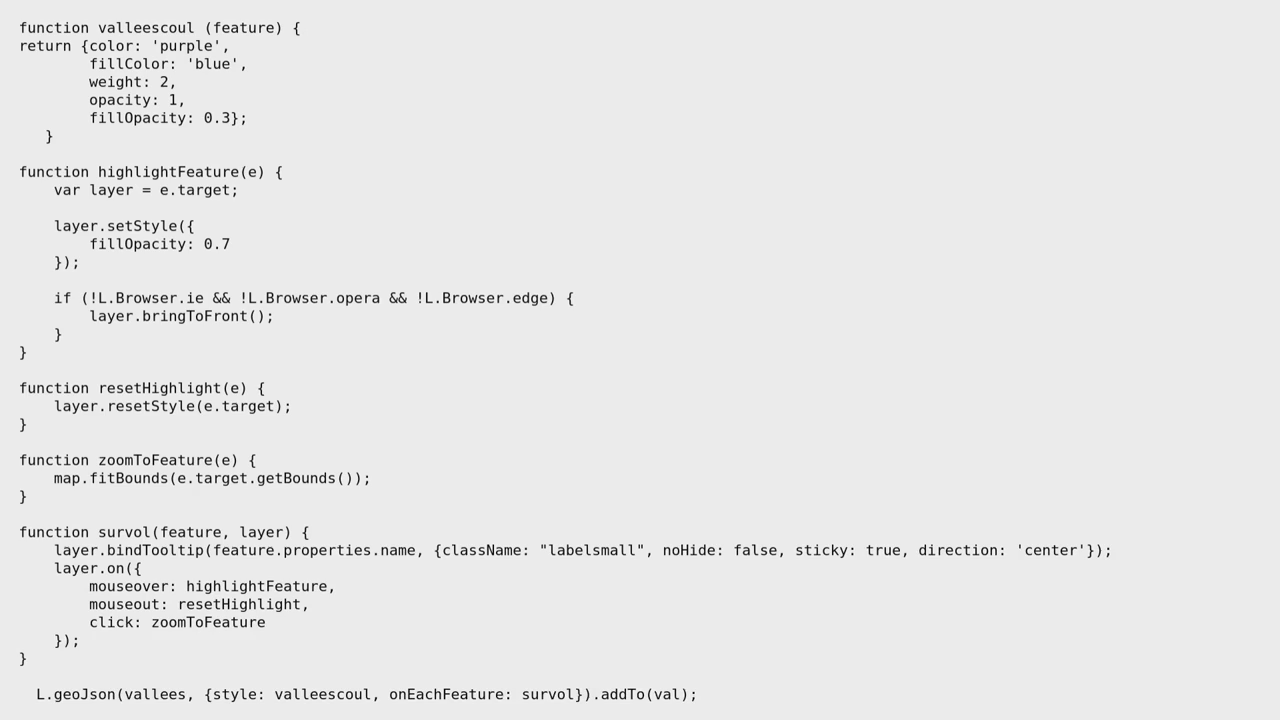 function valleescoul (feature) {
return {color: 'purple',
        fillColor: 'blue',
        weight: 2,
        opacity: 1,
        fillOpacity: 0.3};
   }

function highlightFeature(e) {
    var layer = e.target;

    layer.setStyle({
        fillOpacity: 0.7
    });

    if (!L.Browser.ie && !L.Browser.opera && !L.Browser.edge) {
        layer.bringToFront();
    }
}

function resetHighlight(e) {
    layer.resetStyle(e.target);
}

function zoomToFeature(e) {
    map.fitBounds(e.target.getBounds());
}

function survol(feature, layer) {
    layer.bindTooltip(feature.properties.name, {className: "labelsmall", noHide: false, sticky: true, direction: 'center'});
    layer.on({
        mouseover: highlightFeature,
        mouseout: resetHighlight,
        click: zoomToFeature
    });
}

  L.geoJson(vallees, {style: valleescoul, onEachFeature: survol}).addTo(val);